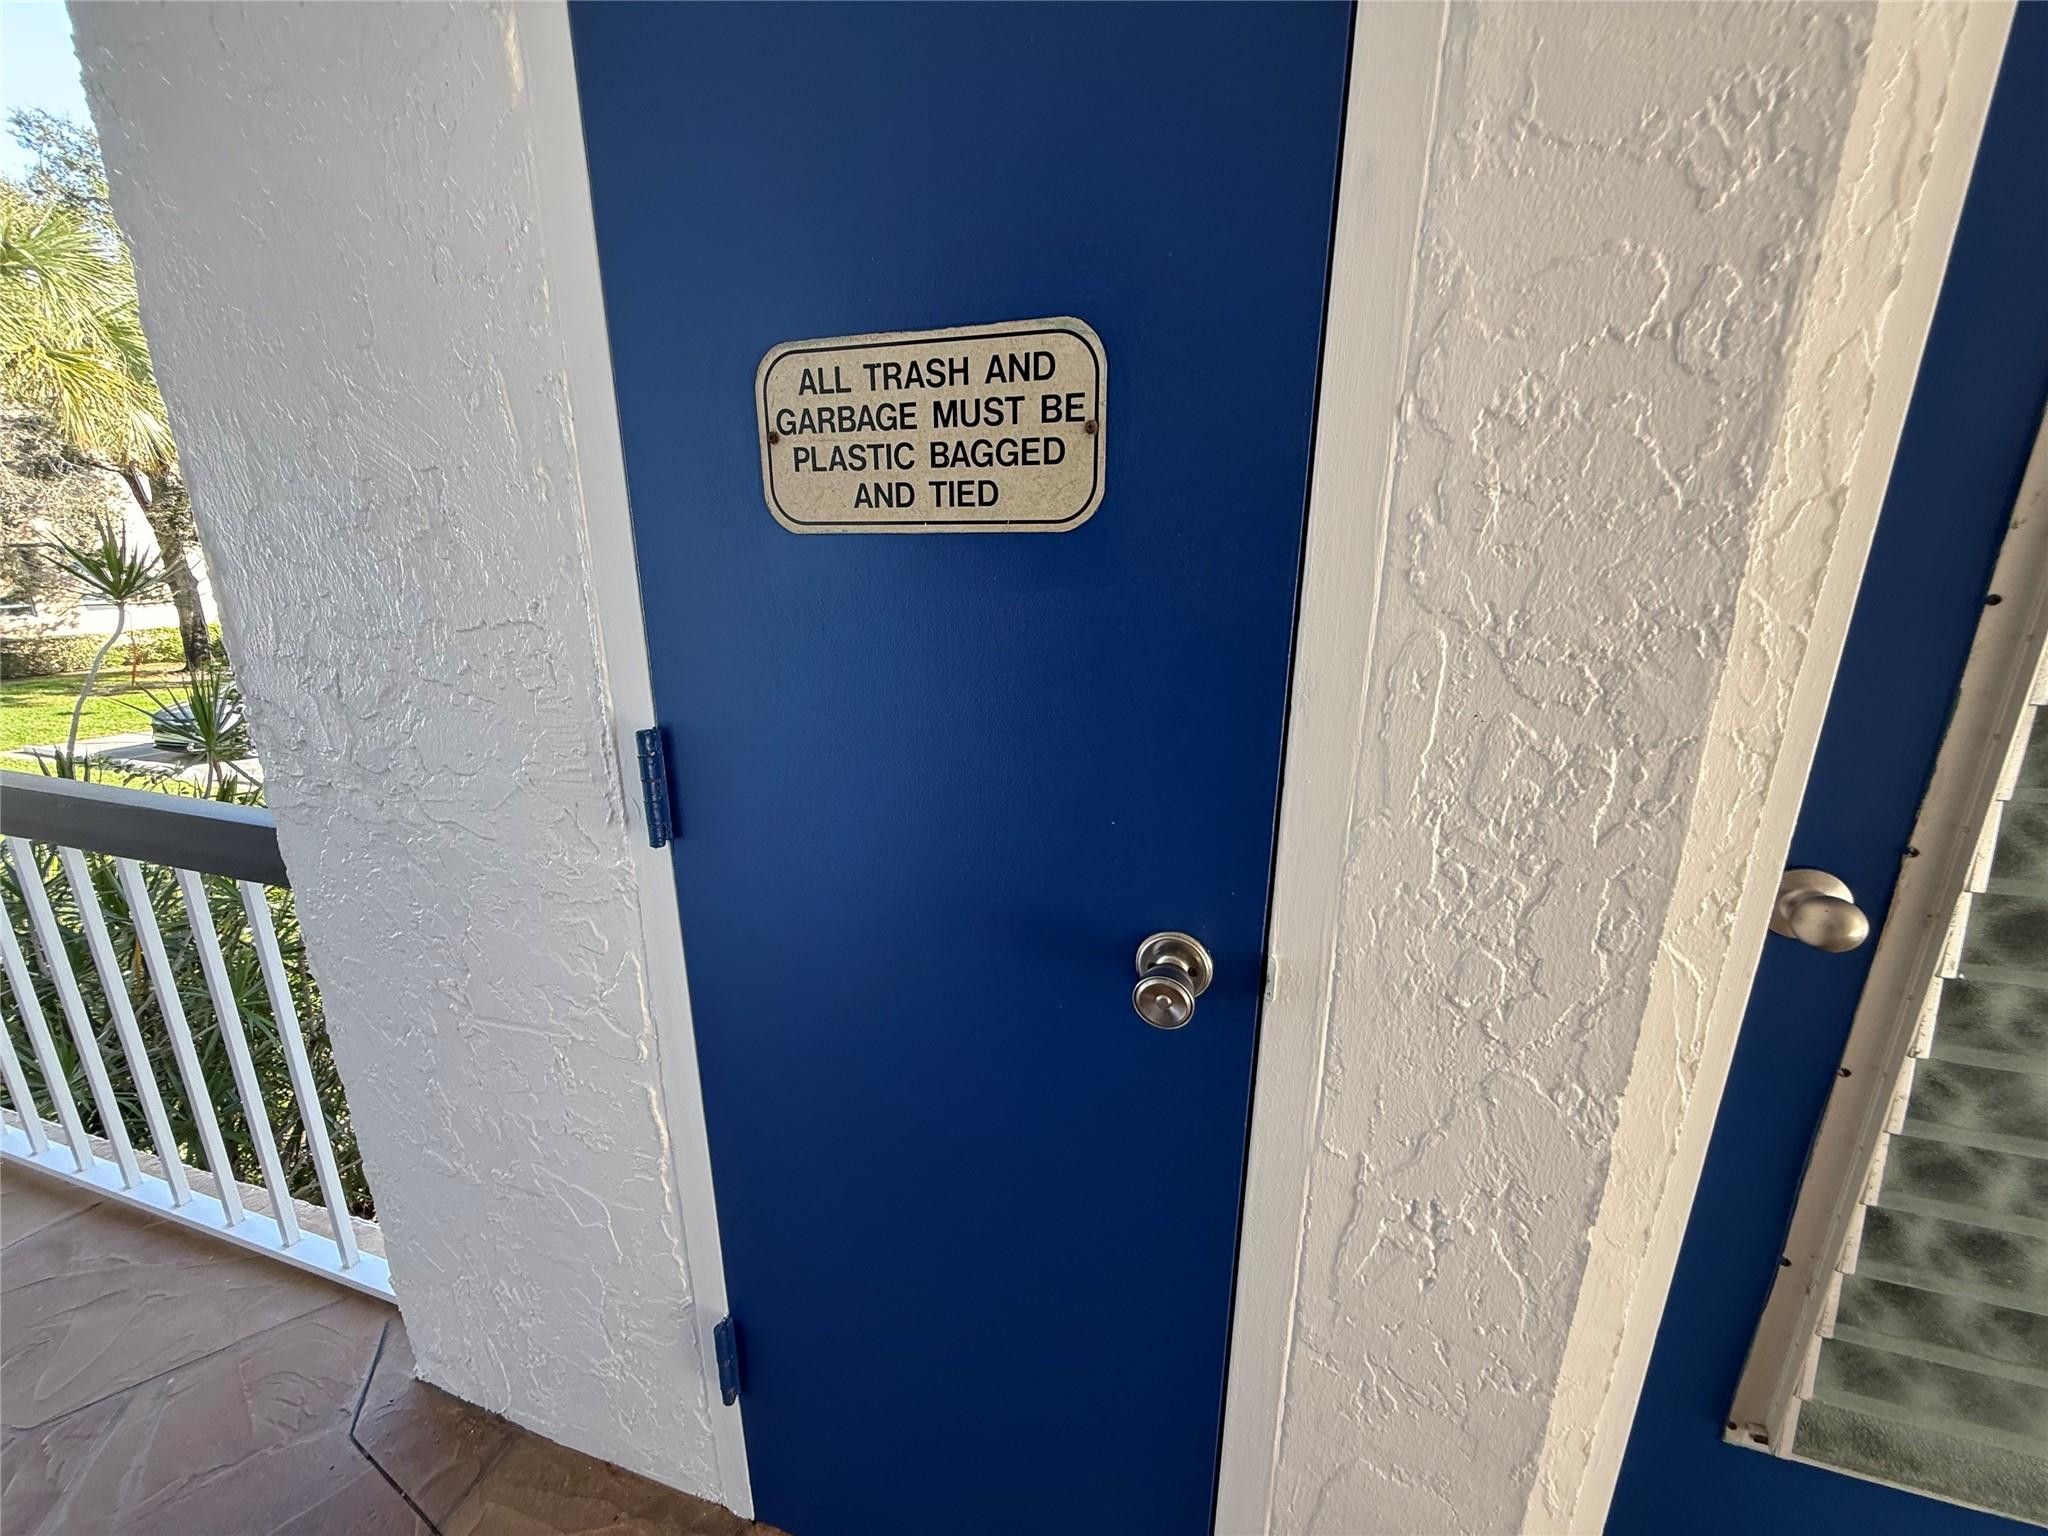 ALL TRASH AND
GARBAGE MUST BE
PLASTIC BAGGED
AND TIED